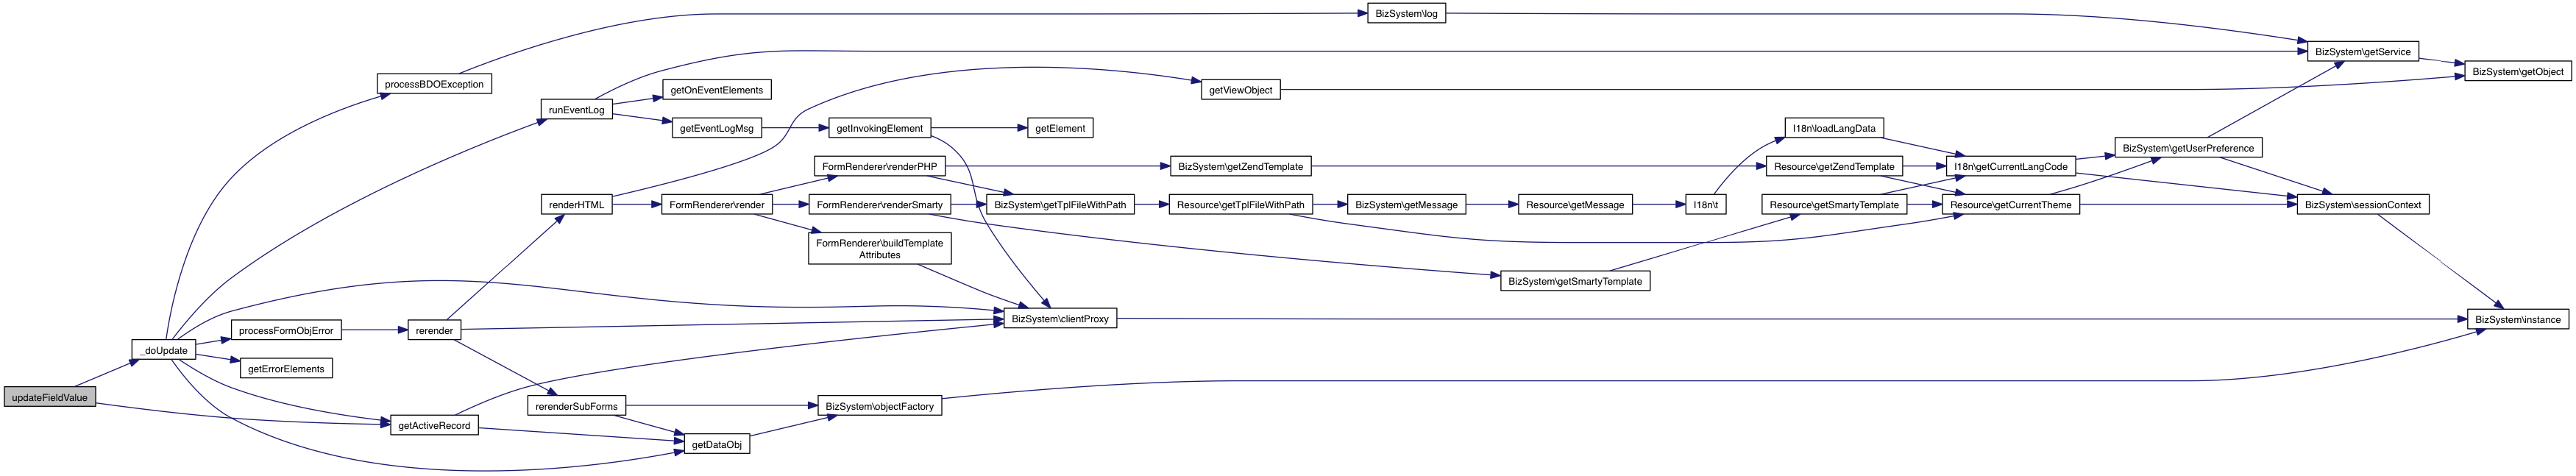 BizSystem\log
BizSystem\getService
BizSystem\getObject
processBDOException
getOnEventElements
getViewObject
runEventLog
getEventLogMsg
getInvokingElement
getElement
I18n\loadLangData
BizSystem\getUserPreference
FormRenderer\renderPHP
BizSystem\getZendTemplate
Resource\getZendTemplate
I18n\getCurrentLangCode
renderHTML
FormRenderer\render
FormRenderer\renderSmarty
BizSystem\getTplFileWithPath
Resource\getTplFileWithPath
BizSystem\getMessage
Resource\getMessage
I18n\t
Resource\getSmartyTemplate
Resource\getCurrentTheme
BizSystem\sessionContext
FormRenderer\buildTemplate
Attributes
BizSystem\getSmartyTemplate
processFormObjError
rerender
BizSystem\clientProxy
BizSystem\instance
_doUpdate
getErrorElements
updateFieldValue
rerenderSubForms
BizSystem\objectFactory
getActiveRecord
getDataObj